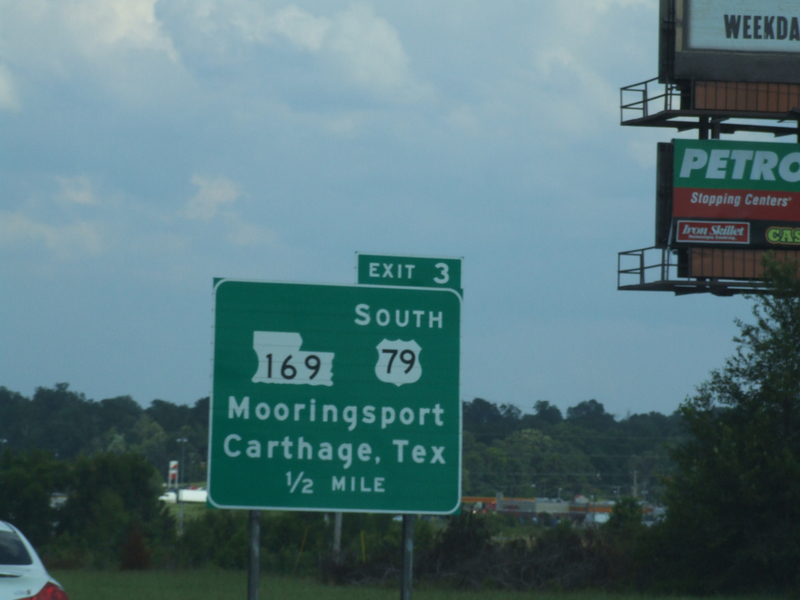 WEEKDA
PETRO
Stopping Centers
Iron Skillet
CAS
EXIT 3
SOUTH
169 79
Mooringsport
Carthage, Tex
1/2 MILE